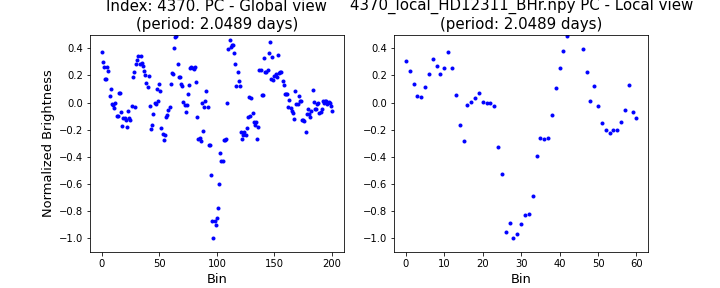 Index: 4370. PC - Global view
(period: 2.0489 days)
4370_local_HD12311_BHr.npy PC - Local view
(period: 2.0489 days)
Normalized Brightness
0.4
0.2
0.0
−0.2
−0.4
−0.6
−0.8
−1.0
0 50 100 150 200
Bin
0.4
0.2
0.0
−0.2
−0.4
−0.6
−0.8
−1.0
0 10 20 30 40 50 60
Bin